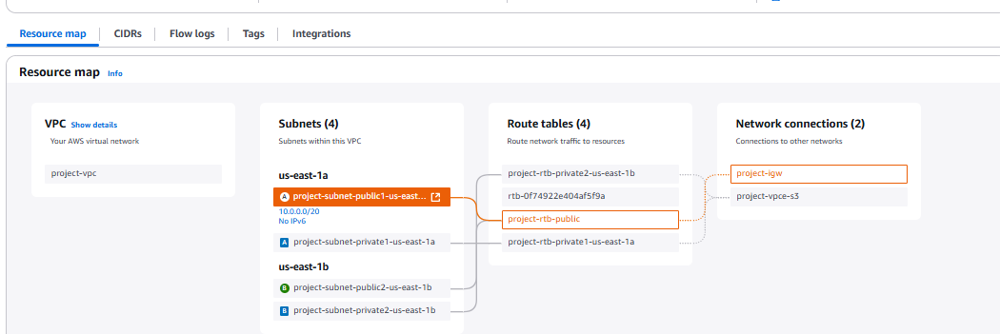 Resource map
CIDRs
Flow logs
Tags
Integrations
Resource map Info
VPC Show details
Your AWS virtual network
project-vpc
Subnets (4)
Subnets within this VPC
us-east-1a
A project-subnet-public1-us-east...
10.0.0.0/20
No IPv6
A project-subnet-private1-us-east-1a
us-east-1b
B project-subnet-public2-us-east-1b
B project-subnet-private2-us-east-1b
Route tables (4)
Route network traffic to resources
project-rtb-private2-us-east-1b
rtb-0f74922e404af5f9a
project-rtb-public
project-rtb-private1-us-east-1a
Network connections (2)
Connections to other networks
project-igw
project-vpce-s3